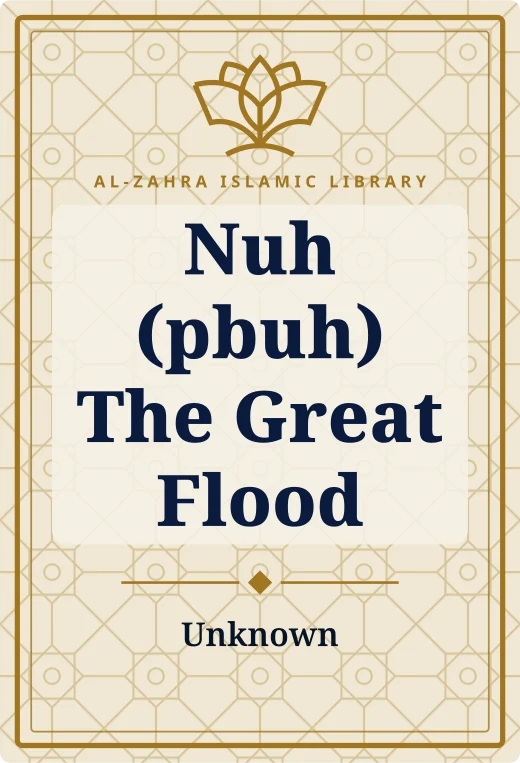 AL-ZAHRA ISLAMIC LIBRARY
Nuh
(pbuh)
The Great
Flood
Unknown